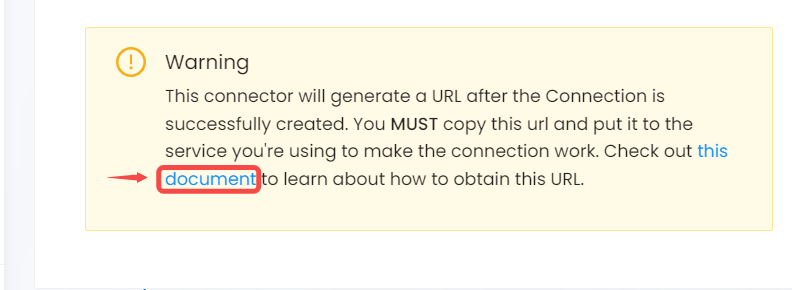 Warning
This connector will generate a URL after the Connection is
successfully created. You MUST copy this url and put it to the
service you're using to make the connection work. Check out this
document to learn about how to obtain this URL.